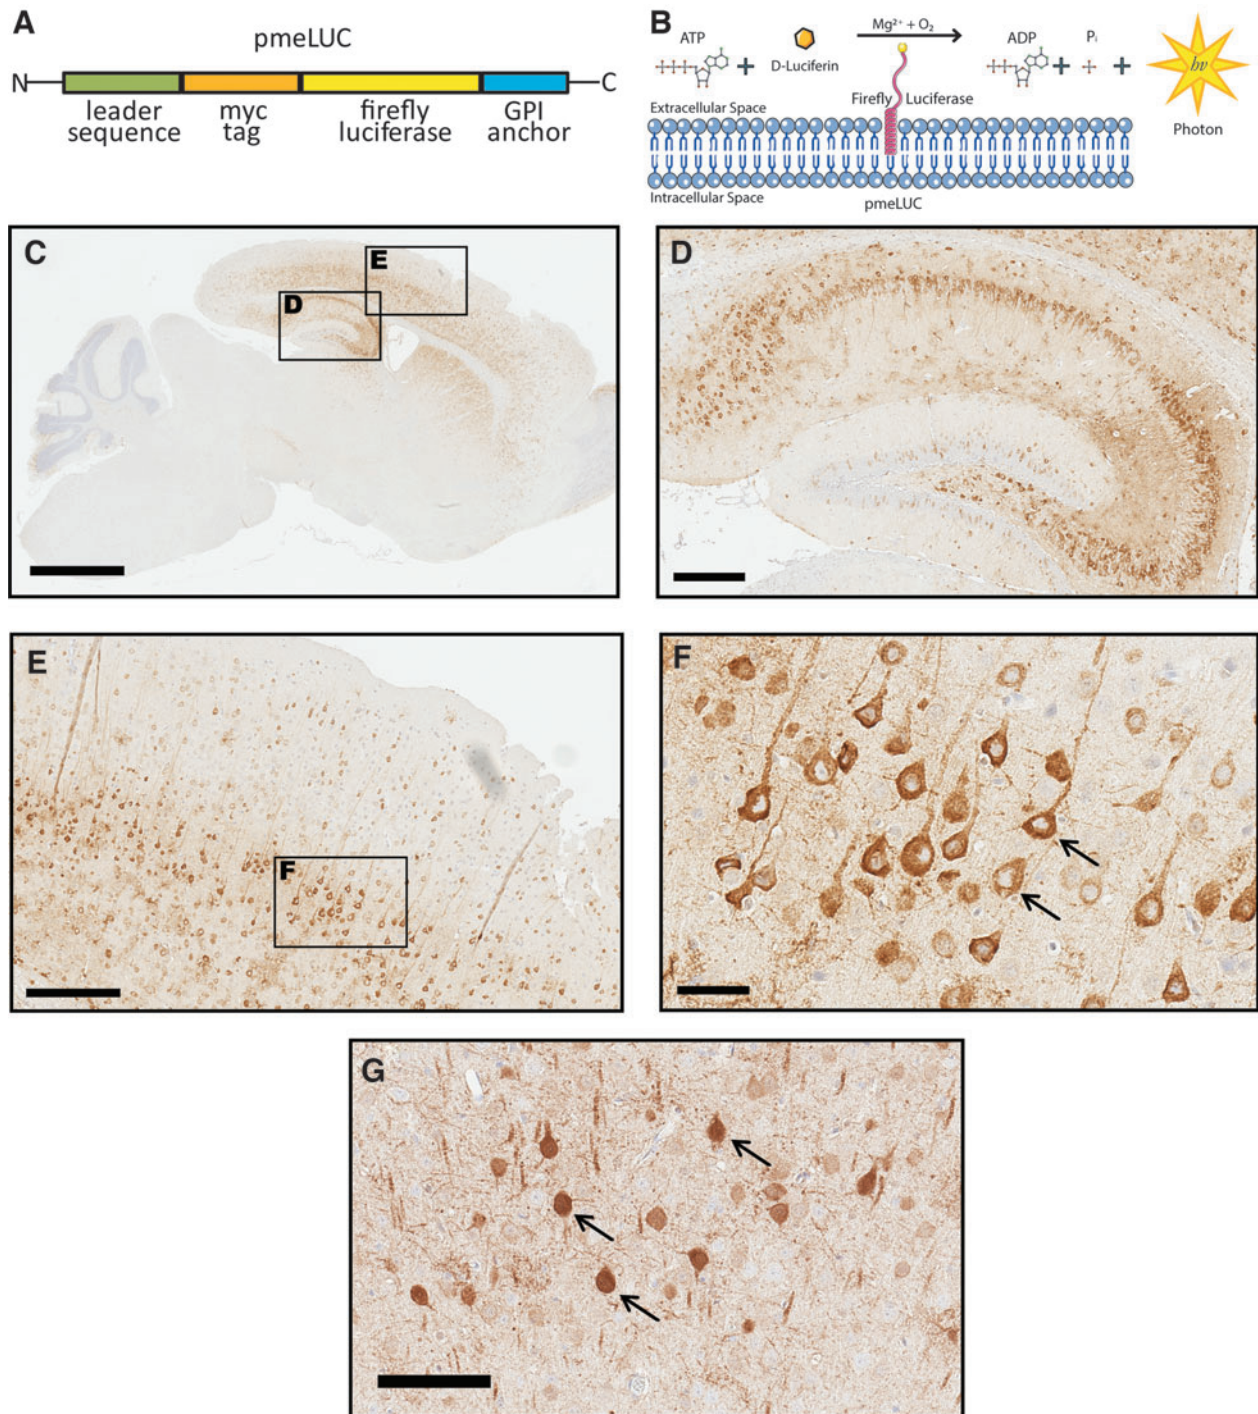 A
pmeLUC
N
C
leader
sequence
myc
tag
firefly
luciferase
GPI
anchor
B
ATP
D-Luciferin
Mg²⁺ + O₂
ADP
Pᵢ
hν
Photon
Firefly
Luciferase
Extracellular Space
Intracellular Space
pmeLUC
C
E
D
D
E
F
F
G